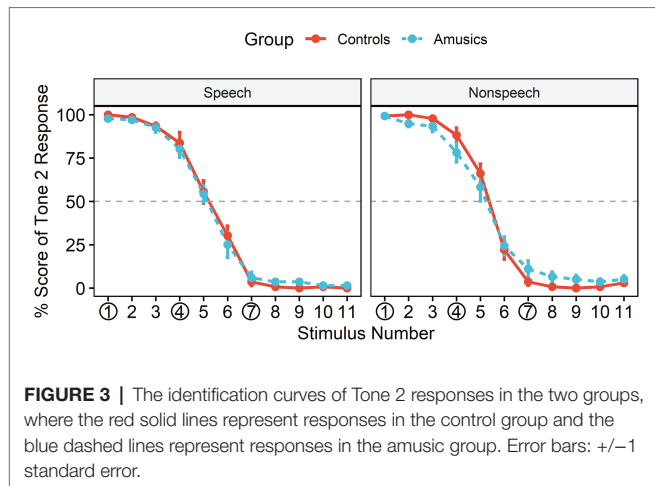 Group Controls Amusics
Speech Nonspeech
% Score of Tone 2 Response
100
75
50
25
0
① 2 3 ④ 5 6 ⑦ 8 9 10 11 ① 2 3 ④ 5 6 ⑦ 8 9 10 11
Stimulus Number
FIGURE 3 | The identification curves of Tone 2 responses in the two groups,
where the red solid lines represent responses in the control group and the
blue dashed lines represent responses in the amusic group. Error bars: +/−1
standard error.